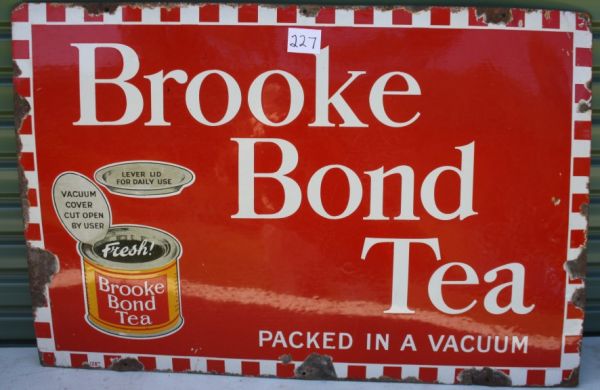 227
Brooke
Bond
Tea
LEVER LID
FOR DAILY USE
VACUUM
COVER
CUT OPEN
BY USER
Fresh!
Brooke
Bond
Tea
PACKED IN A VACUUM